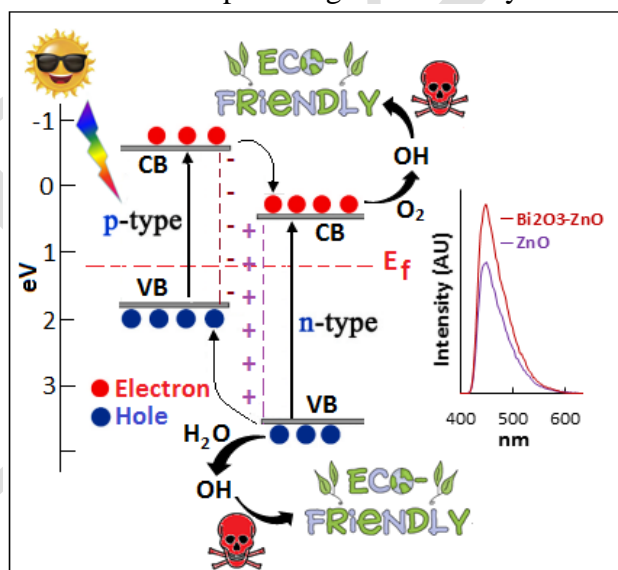 ECO-
FRIENDLY
-1
CB
OH
0
O2
p-type
CB
Bi2O3-ZnO
ZnO
1
Ef
eV
VB
2
n-type
Intensity (AU)
3
Electron
Hole
VB
400 500 600
nm
H2O
OH
ECO-
FRIENDLY